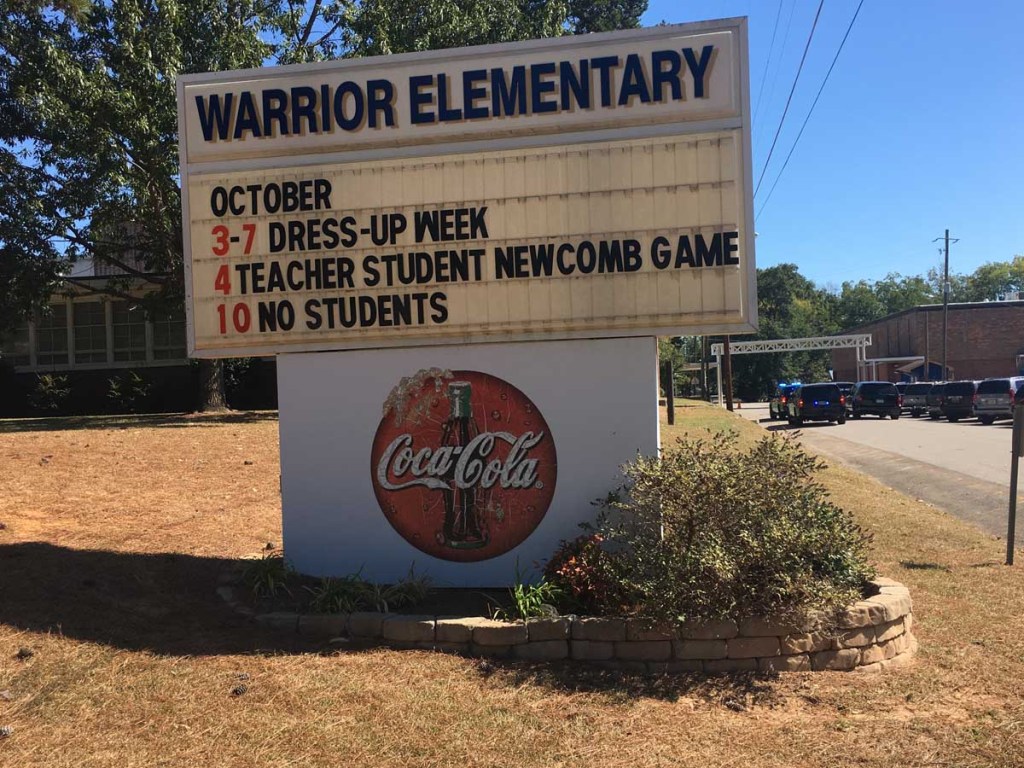 WARRIOR ELEMENTARY
OCTOBER
3-7 DRESS-UP WEEK
4 TEACHER STUDENT NEWCOMB GAME
10 NO STUDENTS
Coca-Cola®